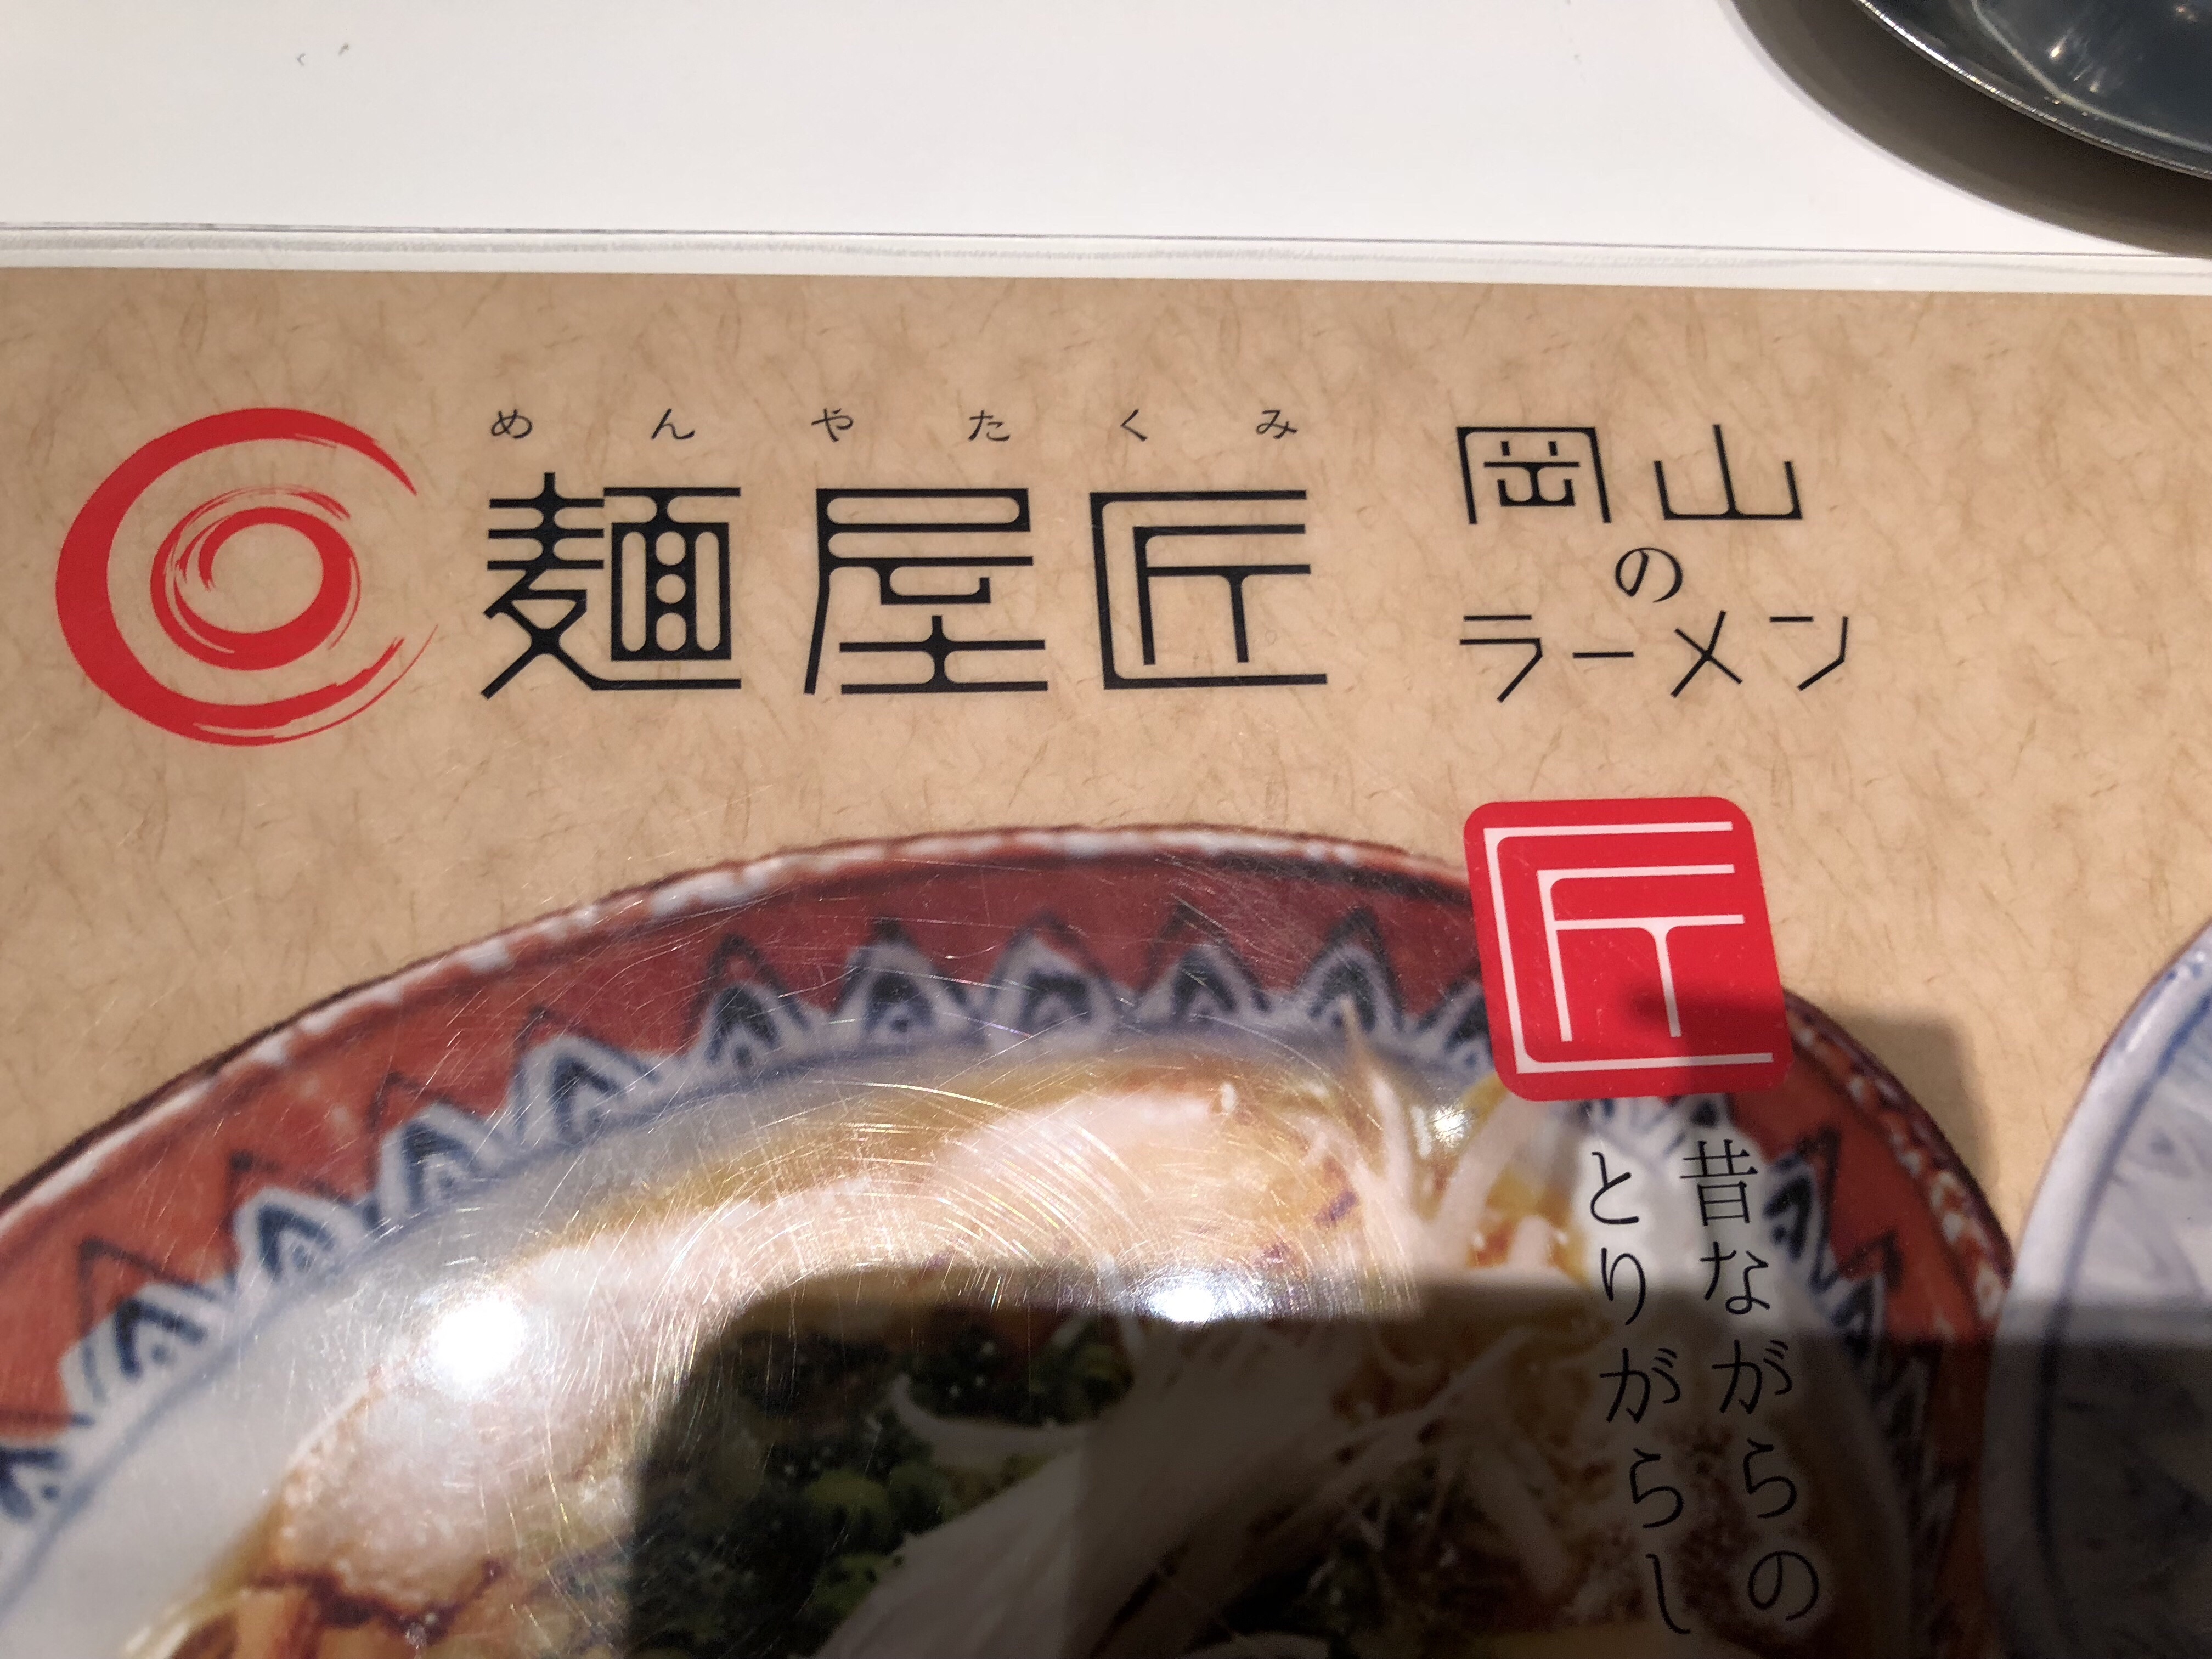 めんやたくみ
麺屋匠
岡山
の
ラーメン
匠
昔ながらの
とりがらし